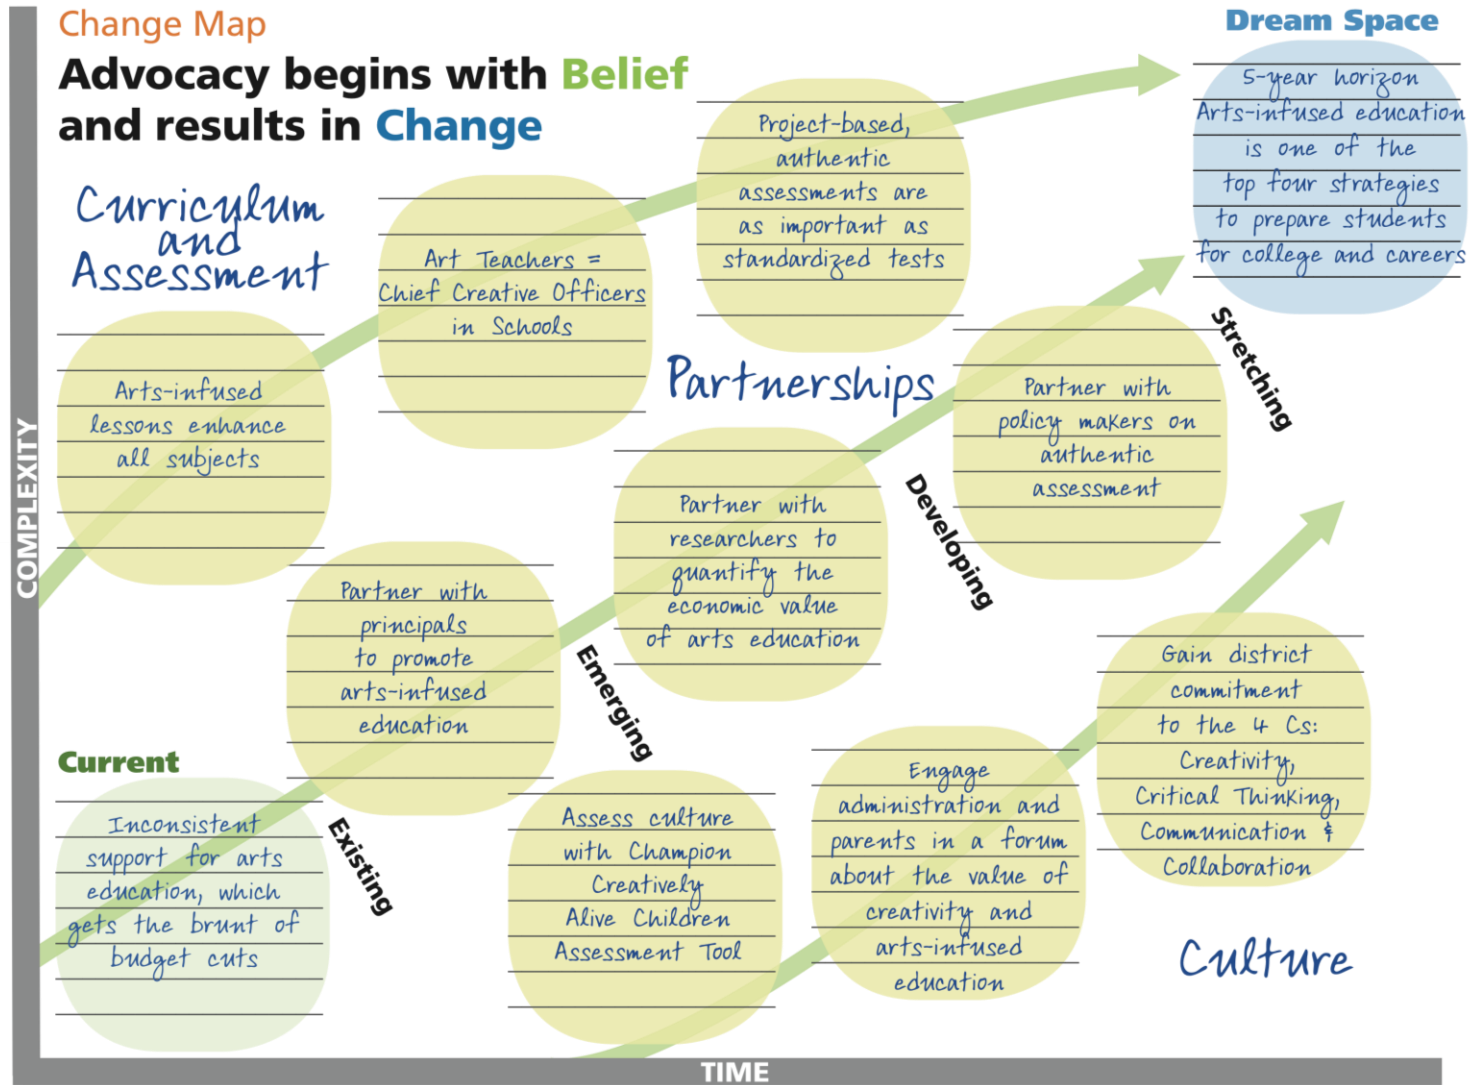 Change Map
Advocacy begins with Belief
and results in Change
Dream Space
5-year horizon
Arts-infused education
is one of the
top four strategies
to prepare students
for college and careers
Curriculum
and
Assessment
Project-based,
authentic
assessments are
as important as
standardized tests
Art Teachers =
Chief Creative Officers
in Schools
Arts-infused
lessons enhance
all subjects
Partnerships
Partner with
policy makers on
authentic
assessment
Stretching
Partner with
researchers to
quantify the
economic value
of arts education
Developing
Partner with
principals
to promote
arts-infused
education
Emerging
Current
Inconsistent
support for arts
education, which
gets the brunt of
budget cuts
Existing
Assess culture
with Champion
Creatively
Alive Children
Assessment Tool
Engage
administration and
parents in a forum
about the value of
creativity and
arts-infused
education
Gain district
commitment
to the 4 Cs:
Creativity,
Critical Thinking,
Communication &
Collaboration
Culture
COMPLEXITY
TIME